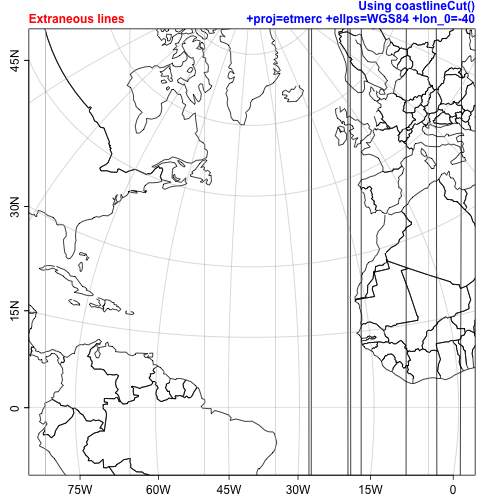 Using coastlineCut()
Extraneous lines
+proj=etmerc +ellps=WGS84 +lon_0=-40
45N
30N
15N
0
75W
60W
45W
30W
15W
0